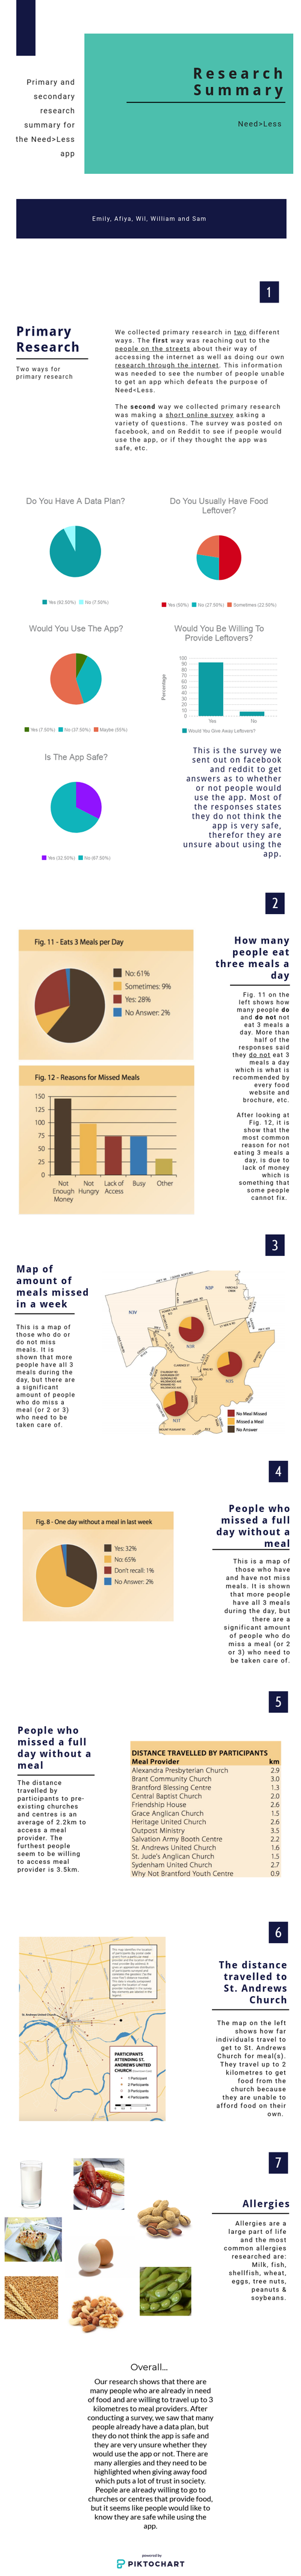 Primary and
secondary
research
summary for
the Need>Less
app
Research
Summary
Need>Less
Emily, Afiya, Wil, William and Sam
1
Primary
Research
Two ways for
primary research
We collected primary research in two different
ways. The first way was reaching out to the
people on the streets about their way of
accessing the internet as well as doing our own
research through the internet. This information
was needed to see the number of people unable
to get an app which defeats the purpose of
Need<Less.
The second way we collected primary research
was making a short online survey asking a
variety of questions. The survey was posted on
facebook, and on Reddit to see if people would
use the app, or if they thought the app was
safe, etc.
Do You Have A Data Plan?
Yes (92.50%) No (7.50%)
Do You Usually Have Food
Leftover?
Yes (50%) No (27.50%) Sometimes (22.50%)
Would You Use The App?
Yes (7.50%) No (37.50%) Maybe (55%)
Would You Be Willing To
Provide Leftovers?
Percentage
100
90
80
70
60
50
40
30
20
10
0
Yes No
Would You Give Away Leftovers?
Is The App Safe?
Yes (32.50%) No (67.50%)
This is the survey we
sent out on facebook
and reddit to get
answers as to whether
or not people would
use the app. Most of
the responses states
they do not think the
app is very safe,
therefor they are
unsure about using the
app.
2
Fig. 11 - Eats 3 Meals per Day
No: 61%
Sometimes: 9%
Yes: 28%
No Answer: 2%
Fig. 12 - Reasons for Missed Meals
150
125
100
75
50
25
0
Not Enough Money
Not Hungry
Lack of Access
Busy
Other
How many
people eat
three meals a
day
Fig. 11 on the
left shows how
many people do
and do not not
eat 3 meals a
day. More than
half of the
responses said
they do not eat 3
meals a day
which is what is
recommended by
every food
website and
brochure, etc.
After looking at
Fig. 12, it is
show that the
most common
reason for not
eating 3 meals a
day, is due to
lack of money
which is
something that
some people
cannot fix.
3
Map of
amount of
meals missed
in a week
This is a map of
those who do or
do not miss
meals. It is
shown that more
people have all 3
meals during the
day, but there are
a significant
amount of people
who do miss a
meal (or 2 or 3)
who need to be
taken care of.
N3V
N3P
N3R
N3S
N3T
No Meal Missed
Missed a Meal
No Answer
4
Fig. 8 - One day without a meal in last week
Yes: 32%
No: 65%
Don't recall: 1%
No Answer: 2%
People who
missed a full
day without a
meal
This is a map of
those who have
and have not miss
meals. It is shown
that more people
have all 3 meals
during the day, but
there are a
significant amount
of people who do
miss a meal (or 2
or 3) who need to
be taken care of.
5
People who
missed a full
day without a
meal
The distance
travelled by
participants to pre-
existing churches
and centres is an
average of 2.2km to
access a meal
provider. The
furthest people
seem to be willing
to access meal
provider is 3.5km.
DISTANCE TRAVELLED BY PARTICIPANTS
Meal Provider km
Alexandra Presbyterian Church 2.9
Brant Community Church 3.0
Brantford Blessing Centre 1.3
Central Baptist Church 2.0
Friendship House 2.6
Grace Anglican Church 1.5
Heritage United Church 2.6
Outpost Ministry 3.5
Salvation Army Booth Centre 2.2
St. Andrews United Church 1.6
St. Jude's Anglican Church 1.5
Sydenham United Church 2.7
Why Not Brantford Youth Centre 0.9
6
St. Andrews United Church
PARTICIPANTS
ATTENDING ST.
ANDREWS UNITED
CHURCH
1 Participant
2 Participants
3 Participants
4 Participants
The distance
travelled to
St. Andrews
Church
The map on the left
shows how far
individuals travel to
get to St. Andrews
Church for meal(s).
They travel up to 2
kilometres to get
food from the
church because
they are unable to
afford food on their
own.
7
Allergies
Allergies are a
large part of life
and the most
common allergies
researched are:
Milk, fish,
shellfish, wheat,
eggs, tree nuts,
peanuts &
soybeans.
Overall...
Our research shows that there are
many people who are already in need
of food and are willing to travel up to 3
kilometres to meal providers. After
conducting a survey, we saw that many
people already have a data plan, but
they do not think the app is safe and
they are very unsure whether they
would use the app or not. There are
many allergies and they need to be
highlighted when giving away food
which puts a lot of trust in society.
People are already willing to go to
churches or centres that provide food,
but it seems like people would like to
know they are safe while using the
app.
powered by
PIKTOCHART